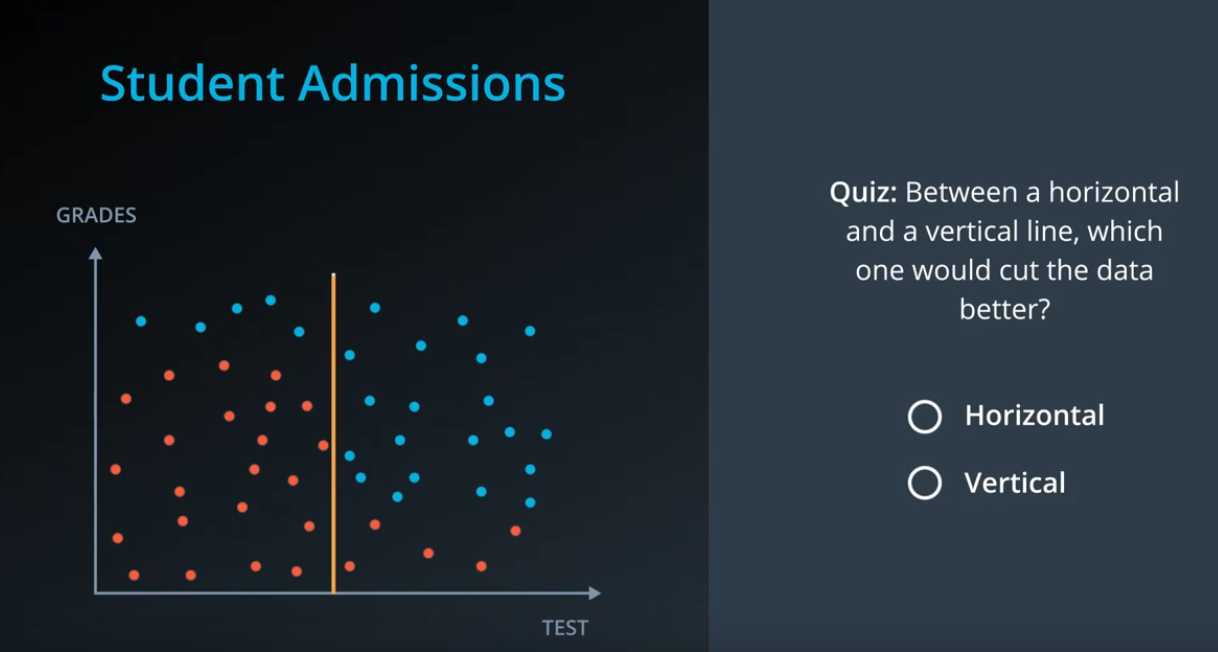 Student Admissions
GRADES
TEST
Quiz: Between a horizontal
and a vertical line, which
one would cut the data
better?
Horizontal
Vertical